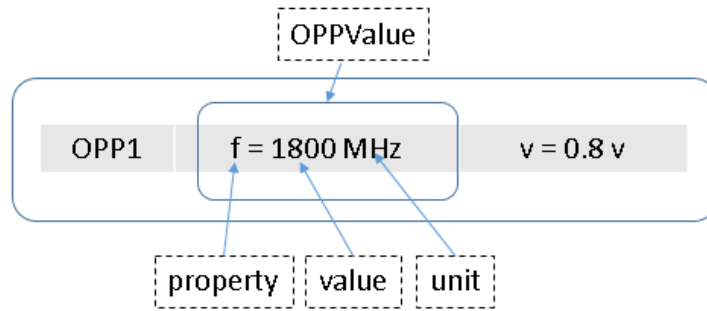 OPPValue
OPP1 f = 1800 MHz v = 0.8 v
property value unit